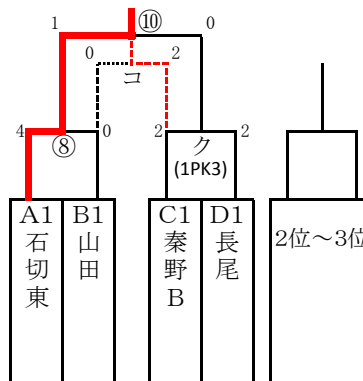 1 ⑩ 0
0 2
コ
4 ⑧ 0 2 ク 2
(1PK3)
A1 B1 C1 D1
石切東 山田 秦野B 長尾
2位～3位